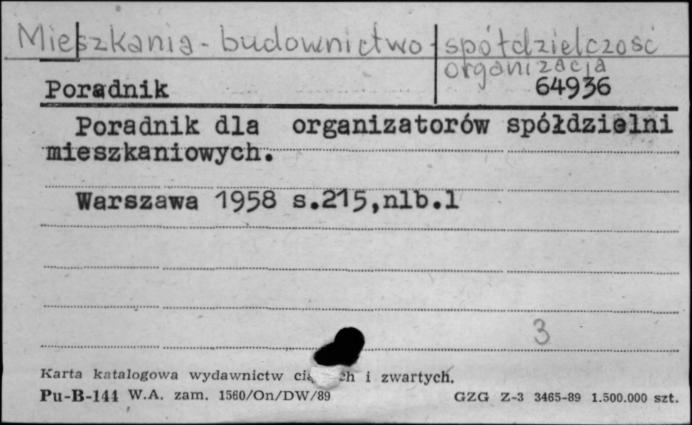 Mieszkania - budownictwo - spółdzielczość
organizacja
Poradnik 64936
Poradnik dla organizatorów spółdzielni
mieszkaniowych.
Warszawa 1958 s.215,nlb.1
3
Karta katalogowa wydawnictw i zwartych.
Pu-B-144 W.A. zam. 1560/On/DW/89 GZG Z-3 3465-89 1.500.000 szt.